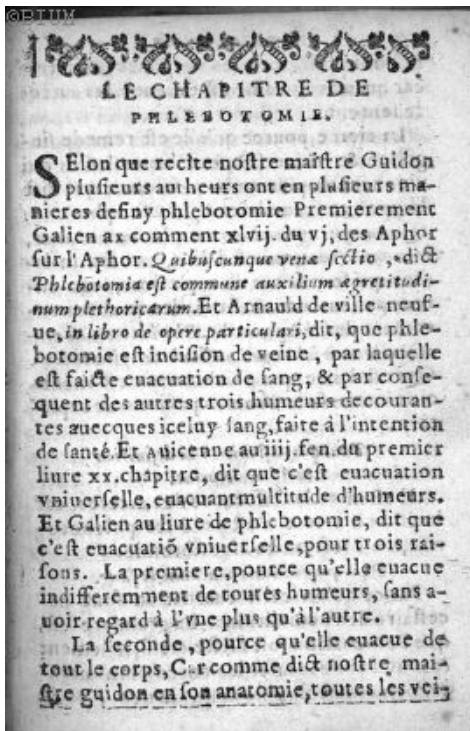 ©BIUM
LE CHAPITRE DE
PHLEBOTOMIE.
SElon que recite nostre maistre Guidon
plusieurs autheurs ont en plusieurs ma-
nieres definy phlebotomie Premierement
Galien ax comment xlvij. du vj, des Aphor
sur l'Aphor. Quibuscunque venæ sectio, dict
Phlebotomia est commune auxilium ægretitudi-
num plethoricarum. Et Arnauld de ville neuf-
ue, in libro de opere particulari, dit, que phle-
botomie est incision de veine, par laquelle
est faicte euacuation de sang, & par conse-
quent des autres trois humeurs decouran-
tes auecques iceluy sang, faite à l'intention
de santé. Et Auicenne au iiij. fen. du premier
liure xx. chapitre, dit que c'est euacuation
vniuerselle, euacuant multitude d'humeurs.
Et Galien au liure de phlebotomie, dit que
c'est euacuatiõ vniuerselle, pour trois rai-
sons. La premiere, pource qu'elle euacue
indifferemment de toutes humeurs, sans a-
uoir regard à l'vne plus qu'à l'autre.
La seconde, pource qu'elle euacue de
tout le corps, Car comme dict nostre mai-
stre guidon en son anatomie, toutes les vei-